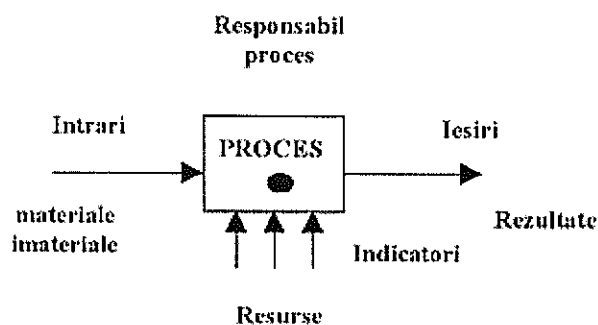 Responsabil
proces
Intrari
Iesiri
PROCES
materiale
imateriale
Rezultate
Indicatori
Resurse